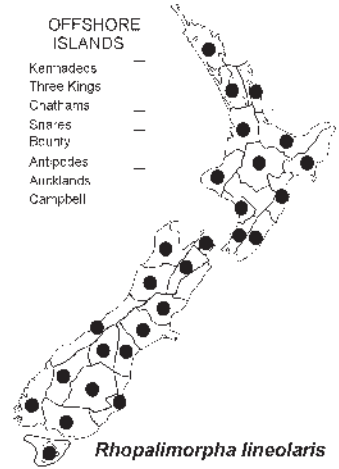 OFFSHORE
ISLANDS
Kermadecs
Three Kings
Chathams
Snares
Bounty
Antipodes
Aucklands
Campbell
Rhopalimorpha lineolaris